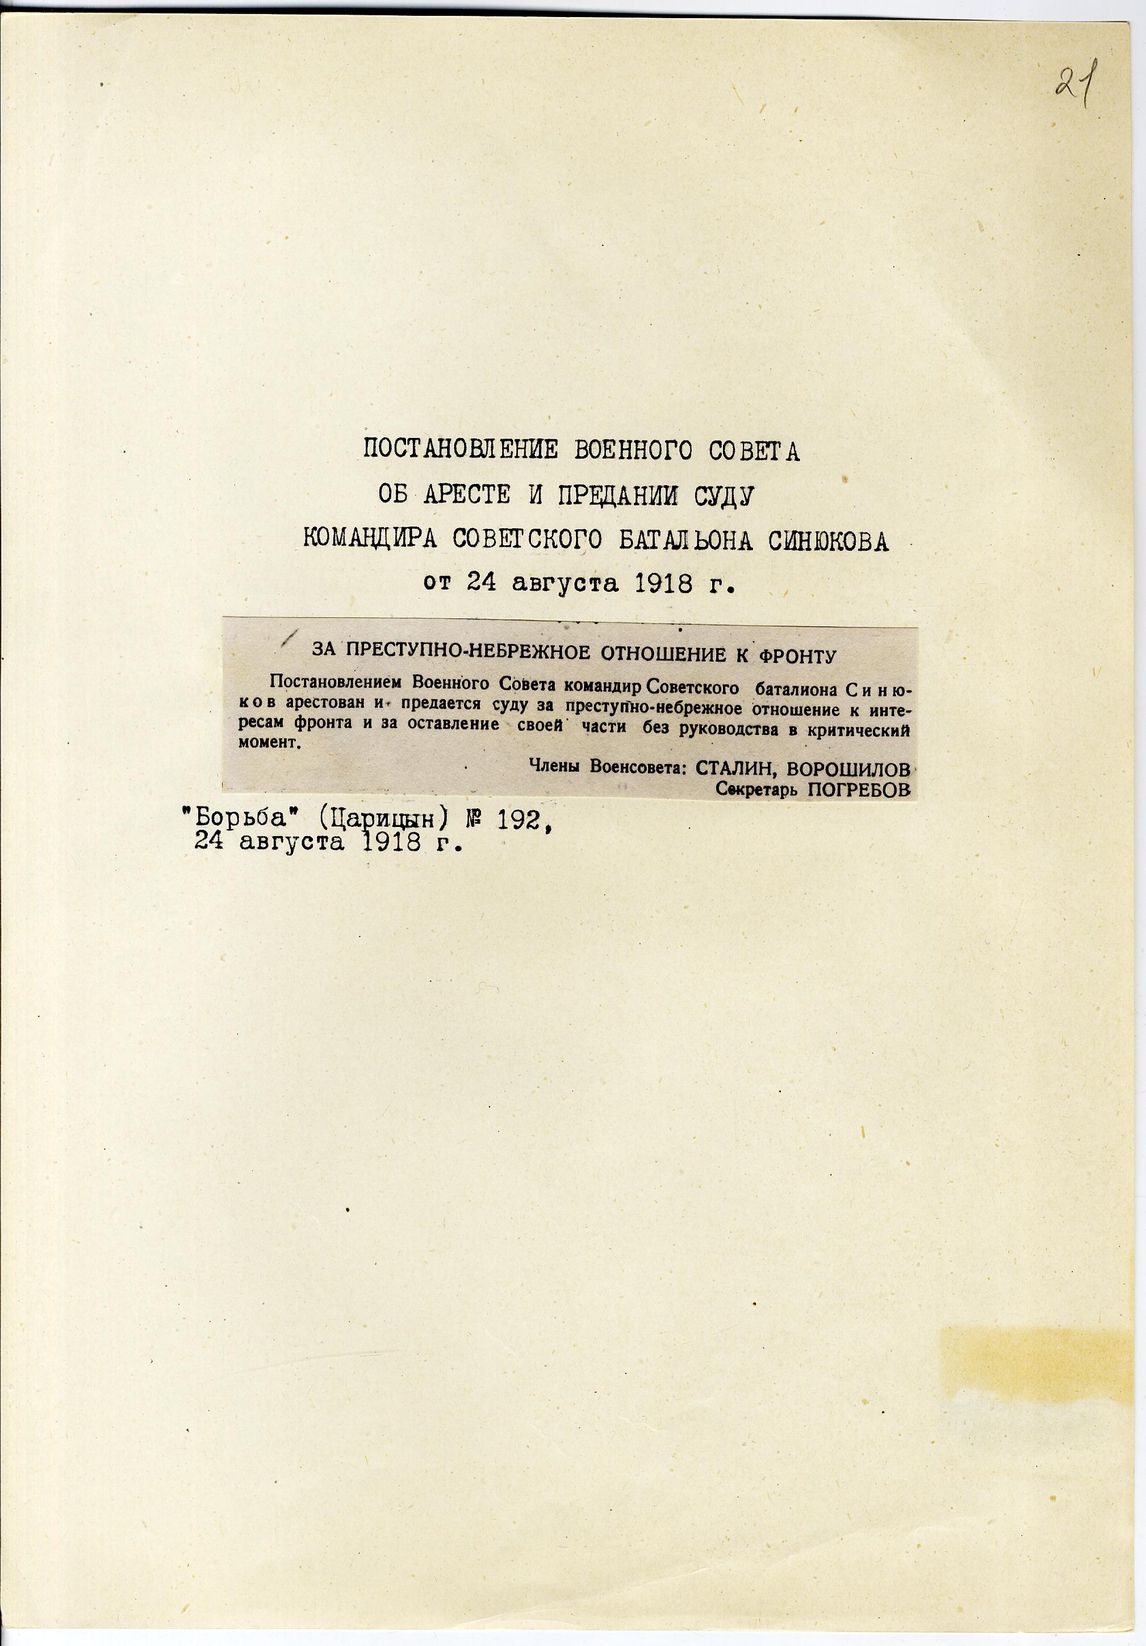 21
ПОСТАНОВЛЕНИЕ ВОЕННОГО СОВЕТА
ОБ АРЕСТЕ И ПРЕДАНИИ СУДУ
КОМАНДИРА СОВЕТСКОГО БАТАЛЬОНА СИНЮКОВА
от 24 августа 1918 г.
ЗА ПРЕСТУПНО-НЕБРЕЖНОЕ ОТНОШЕНИЕ К ФРОНТУ
Постановлением Военного Совета командир Советского баталиона Синю-
ков арестован и предается суду за преступно-небрежное отношение к инте-
ресам фронта и за оставление своей части без руководства в критический
момент.
Члены Военсовета: СТАЛИН, ВОРОШИЛОВ
Секретарь ПОГРЕБОВ
"Борьба" (Царицын) № 192,
24 августа 1918 г.